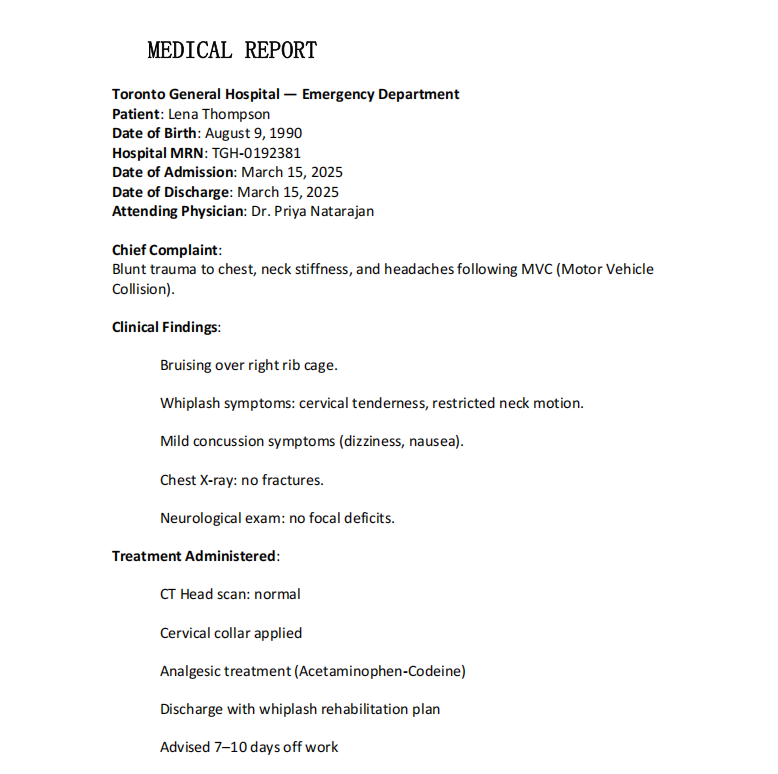 MEDICAL REPORT
Toronto General Hospital — Emergency Department
Patient: Lena Thompson
Date of Birth: August 9, 1990
Hospital MRN: TGH-0192381
Date of Admission: March 15, 2025
Date of Discharge: March 15, 2025
Attending Physician: Dr. Priya Natarajan
Chief Complaint:
Blunt trauma to chest, neck stiffness, and headaches following MVC (Motor Vehicle
Collision).
Clinical Findings:
Bruising over right rib cage.
Whiplash symptoms: cervical tenderness, restricted neck motion.
Mild concussion symptoms (dizziness, nausea).
Chest X-ray: no fractures.
Neurological exam: no focal deficits.
Treatment Administered:
CT Head scan: normal
Cervical collar applied
Analgesic treatment (Acetaminophen-Codeine)
Discharge with whiplash rehabilitation plan
Advised 7–10 days off work